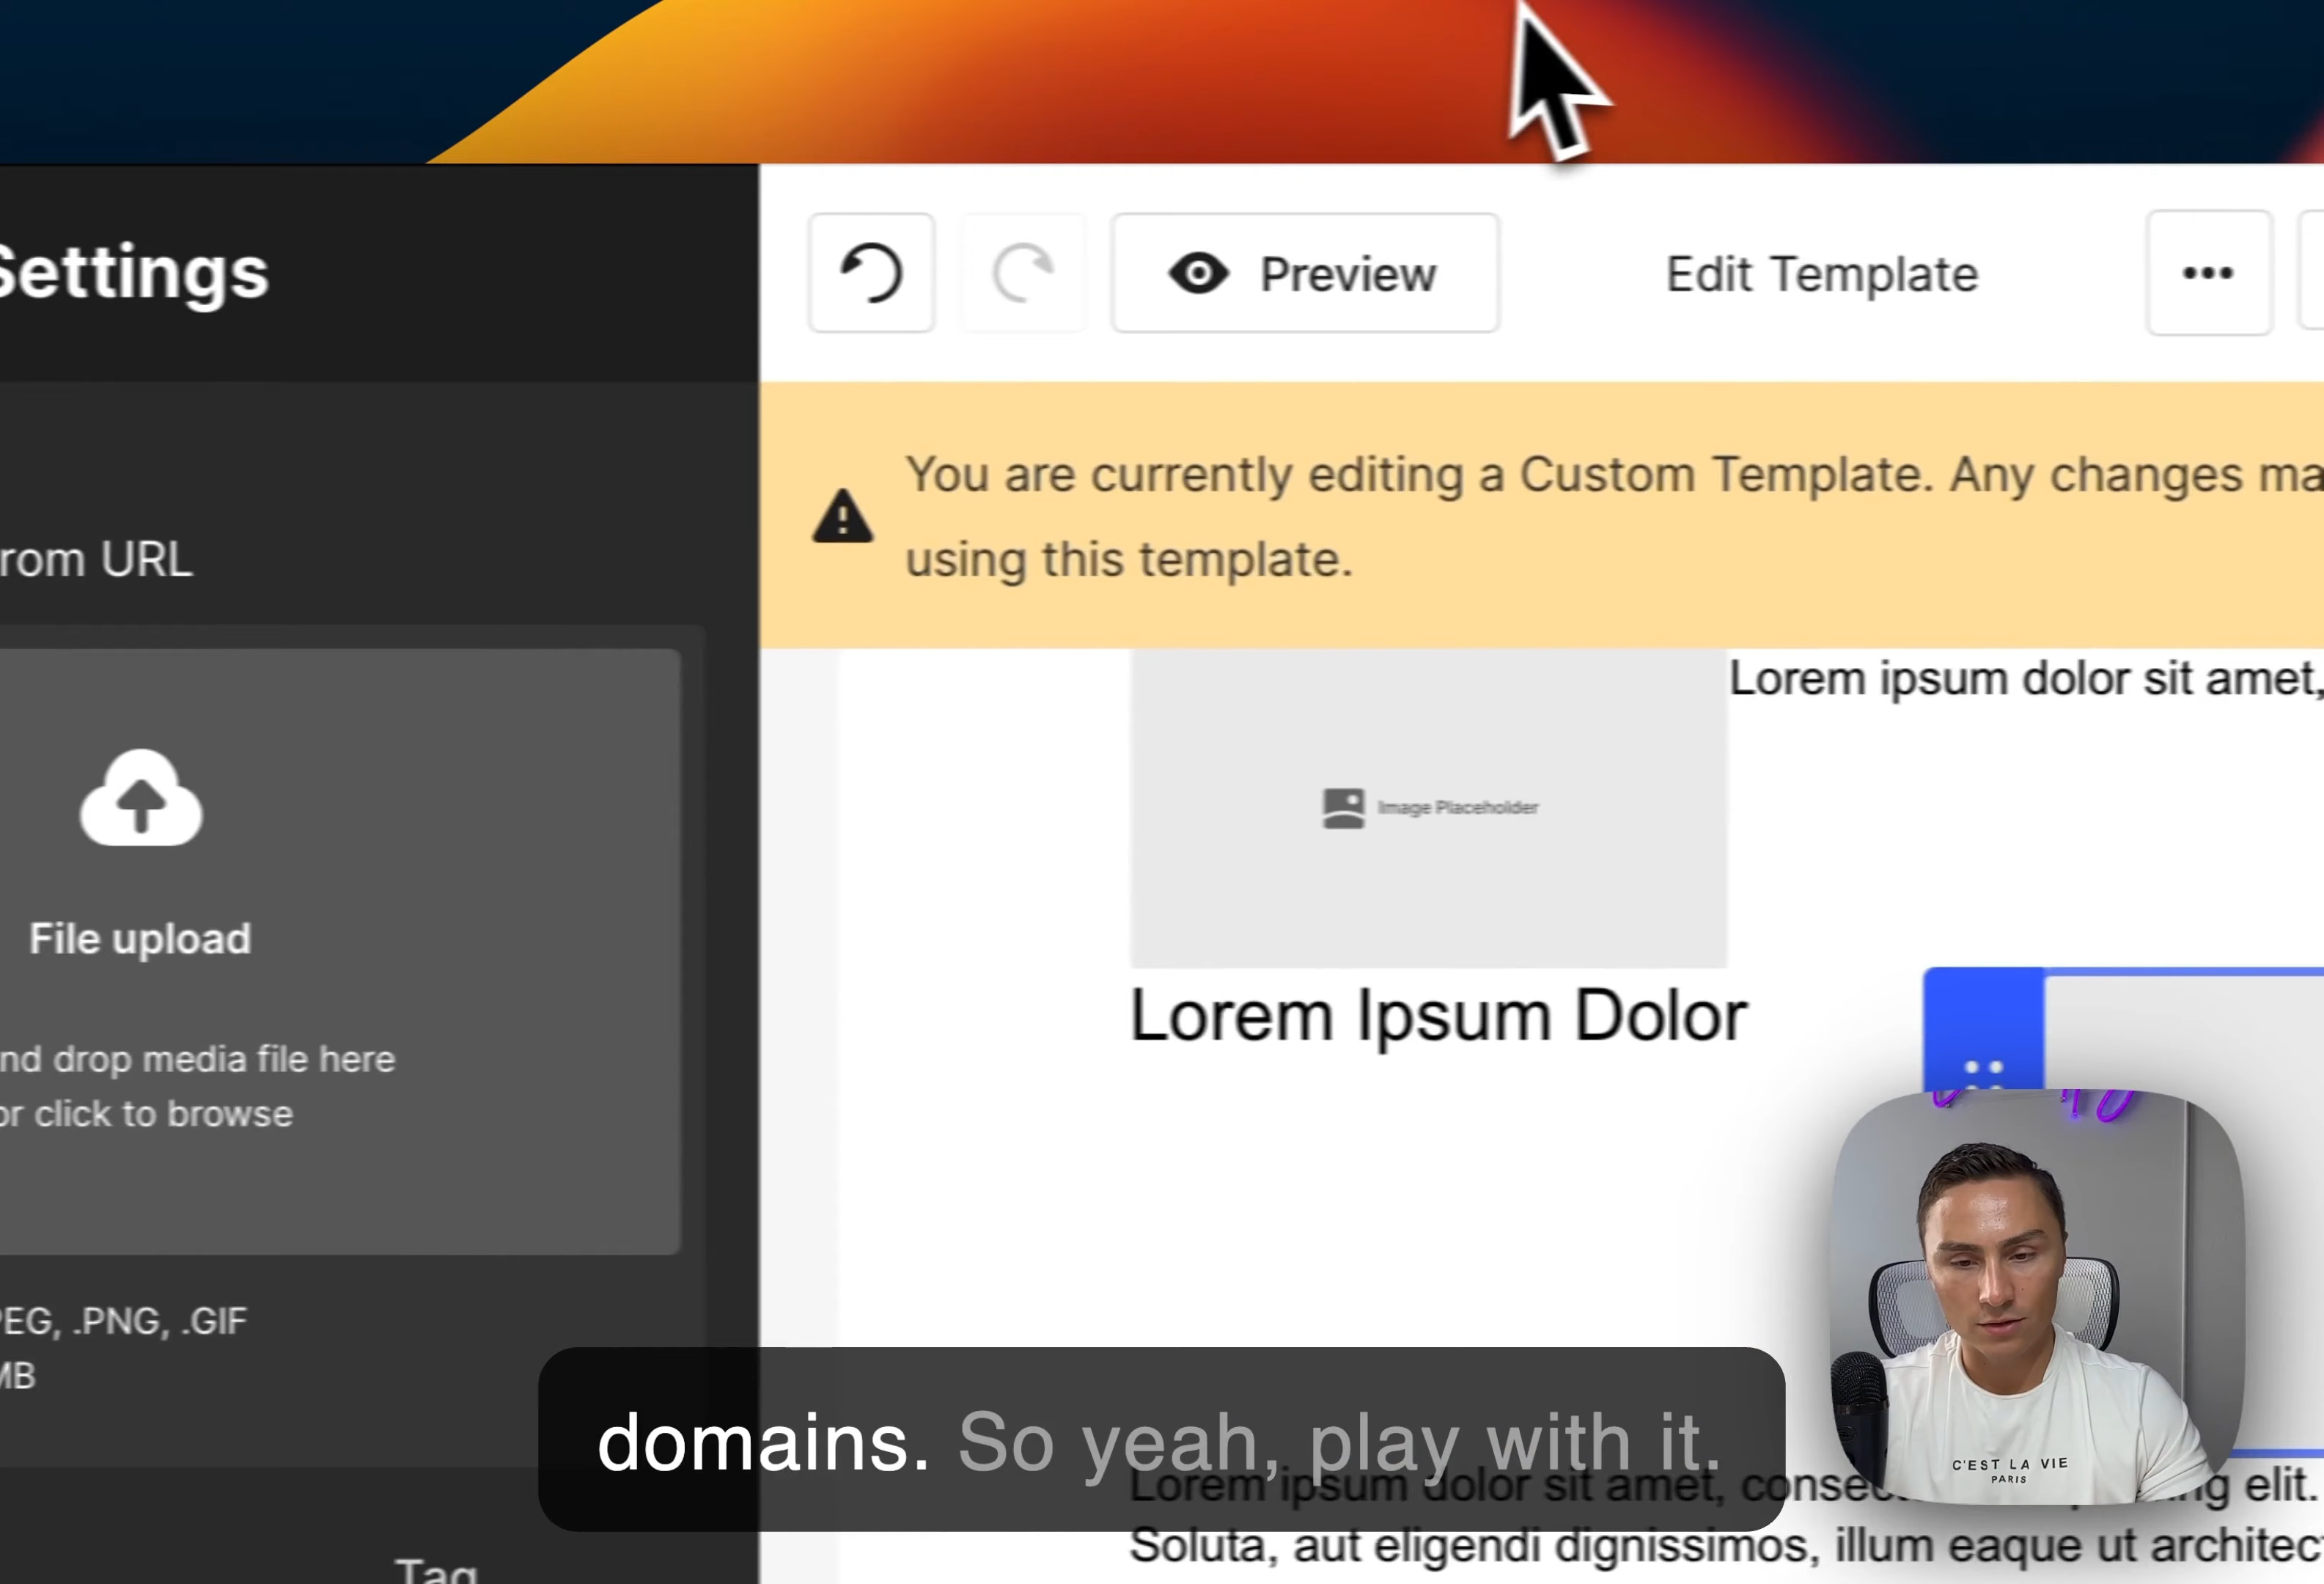 Settings
Preview
Edit Template
You are currently editing a Custom Template. Any changes ma
using this template.
rom URL
Lorem ipsum dolor sit amet,
Image Placeholder
File upload
Lorem Ipsum Dolor
nd drop media file here
or click to browse
PEG, .PNG, .GIF
MB
domains. So yeah, play with it.
C'EST LA VIE
PARIS
Lorem ipsum dolor sit amet, consec ng elit.
Soluta, aut eligendi dignissimos, illum eaque ut architect
Tag